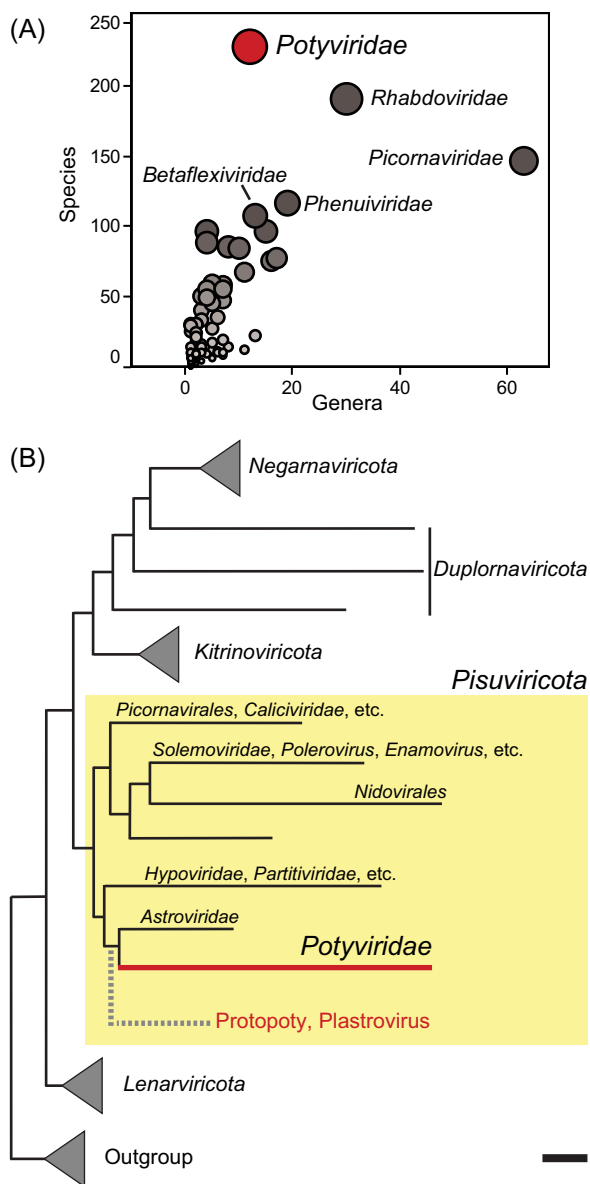 (A)
250
200
150
100
50
0
Species
Potyviridae
Rhabdoviridae
Picornaviridae
Betaflexiviridae
Phenuiviridae
0 20 40 60
Genera
(B)
Negarnaviricota
Duplornaviricota
Kitrinoviricota
Pisuviricota
Picornavirales, Caliciviridae, etc.
Solemoviridae, Polerovirus, Enamovirus, etc.
Nidovirales
Hypoviridae, Partitiviridae, etc.
Astroviridae
Potyviridae
Protopoty, Plastrovirus
Lenarviricota
Outgroup